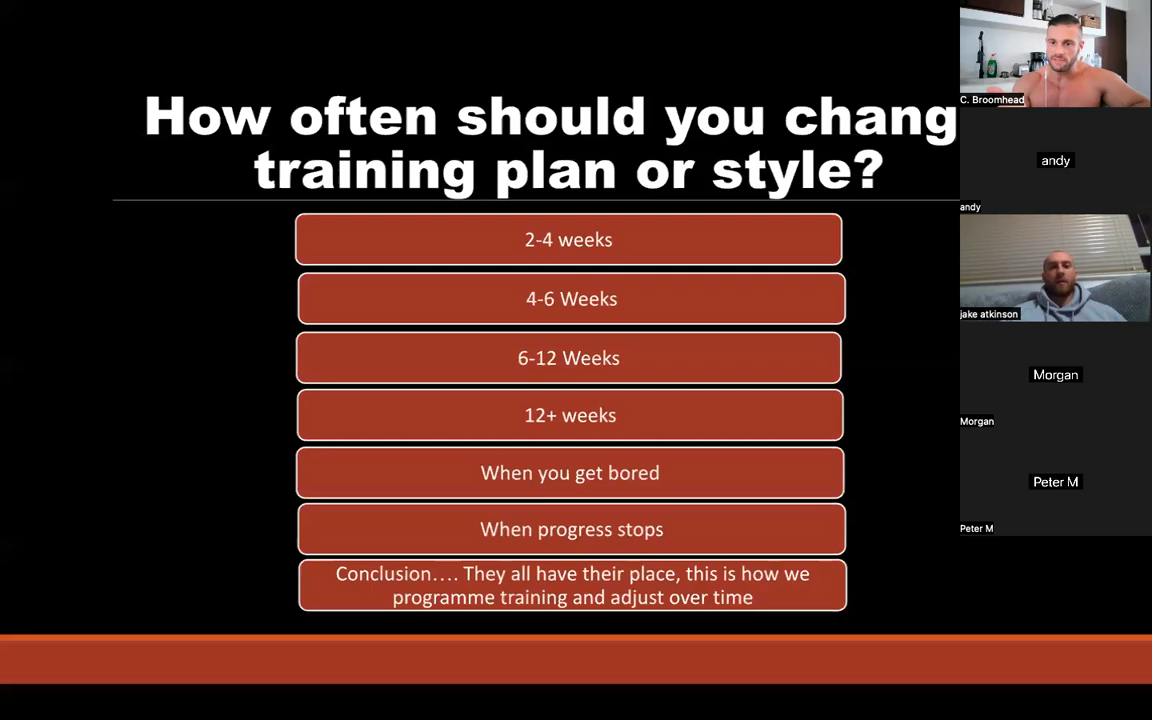 How often should you chang
training plan or style?
2-4 weeks
4-6 Weeks
6-12 Weeks
12+ weeks
When you get bored
When progress stops
Conclusion…. They all have their place, this is how we
programme training and adjust over time
C. Broomhead
andy
andy
jake atkinson
Morgan
Morgan
Peter M
Peter M